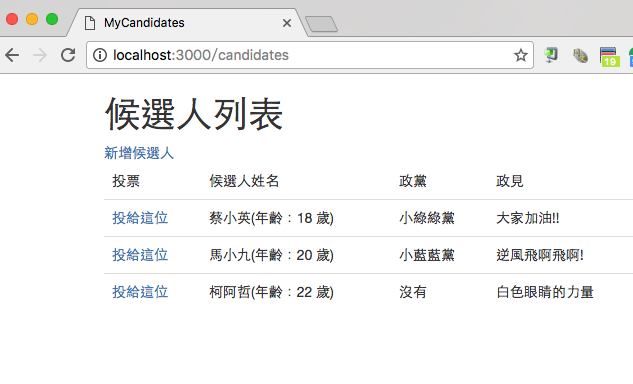 MyCandidates
localhost:3000/candidates
19
候選人列表
新增候選人
投票 候選人姓名 政黨 政見
投給這位 蔡小英(年齡：18 歲) 小綠綠黨 大家加油!!
投給這位 馬小九(年齡：20 歲) 小藍藍黨 逆風飛啊飛啊!
投給這位 柯阿哲(年齡：22 歲) 沒有 白色眼睛的力量